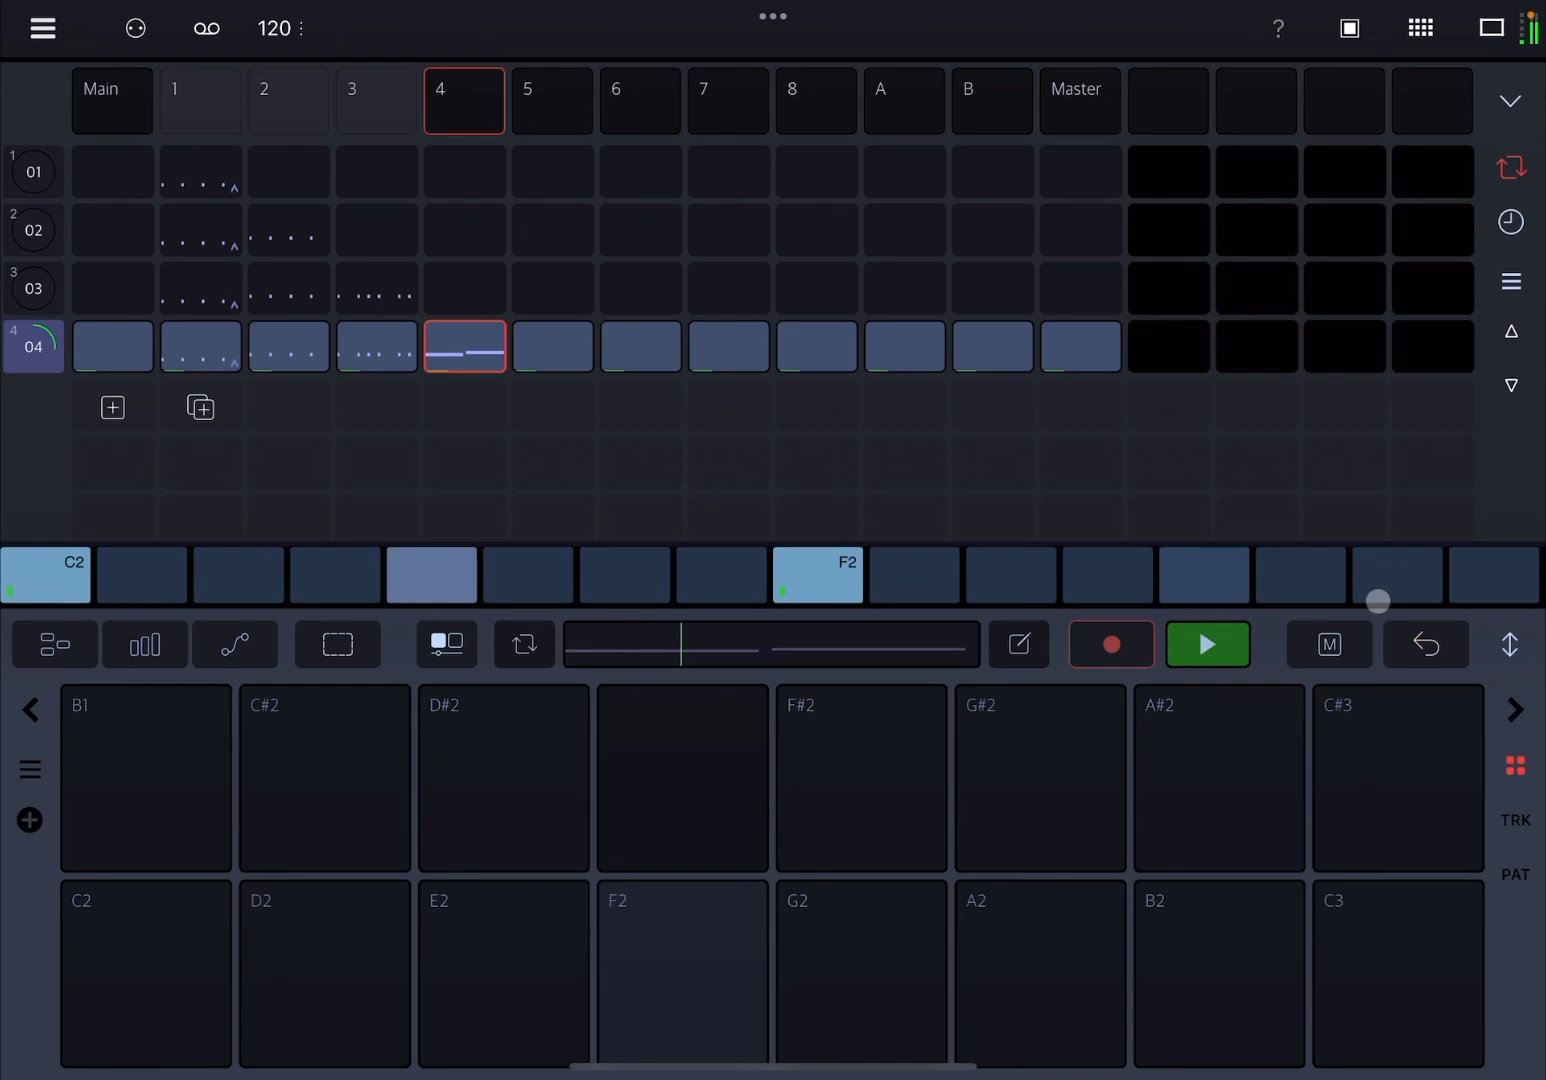 120
?
Main 1 2 3 4 5 6 7 8 A B Master
1 01
2 02
3 03
4 04
C2 F2
M
B1 C#2 D#2 F#2 G#2 A#2 C#3
TRK
PAT
C2 D2 E2 F2 G2 A2 B2 C3